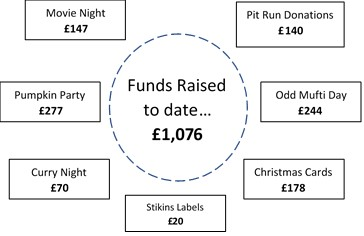 Movie Night
£147
Pit Run Donations
£140
Pumpkin Party
£277
Funds Raised
to date…
£1,076
Odd Mufti Day
£244
Curry Night
£70
Christmas Cards
£178
Stikins Labels
£20